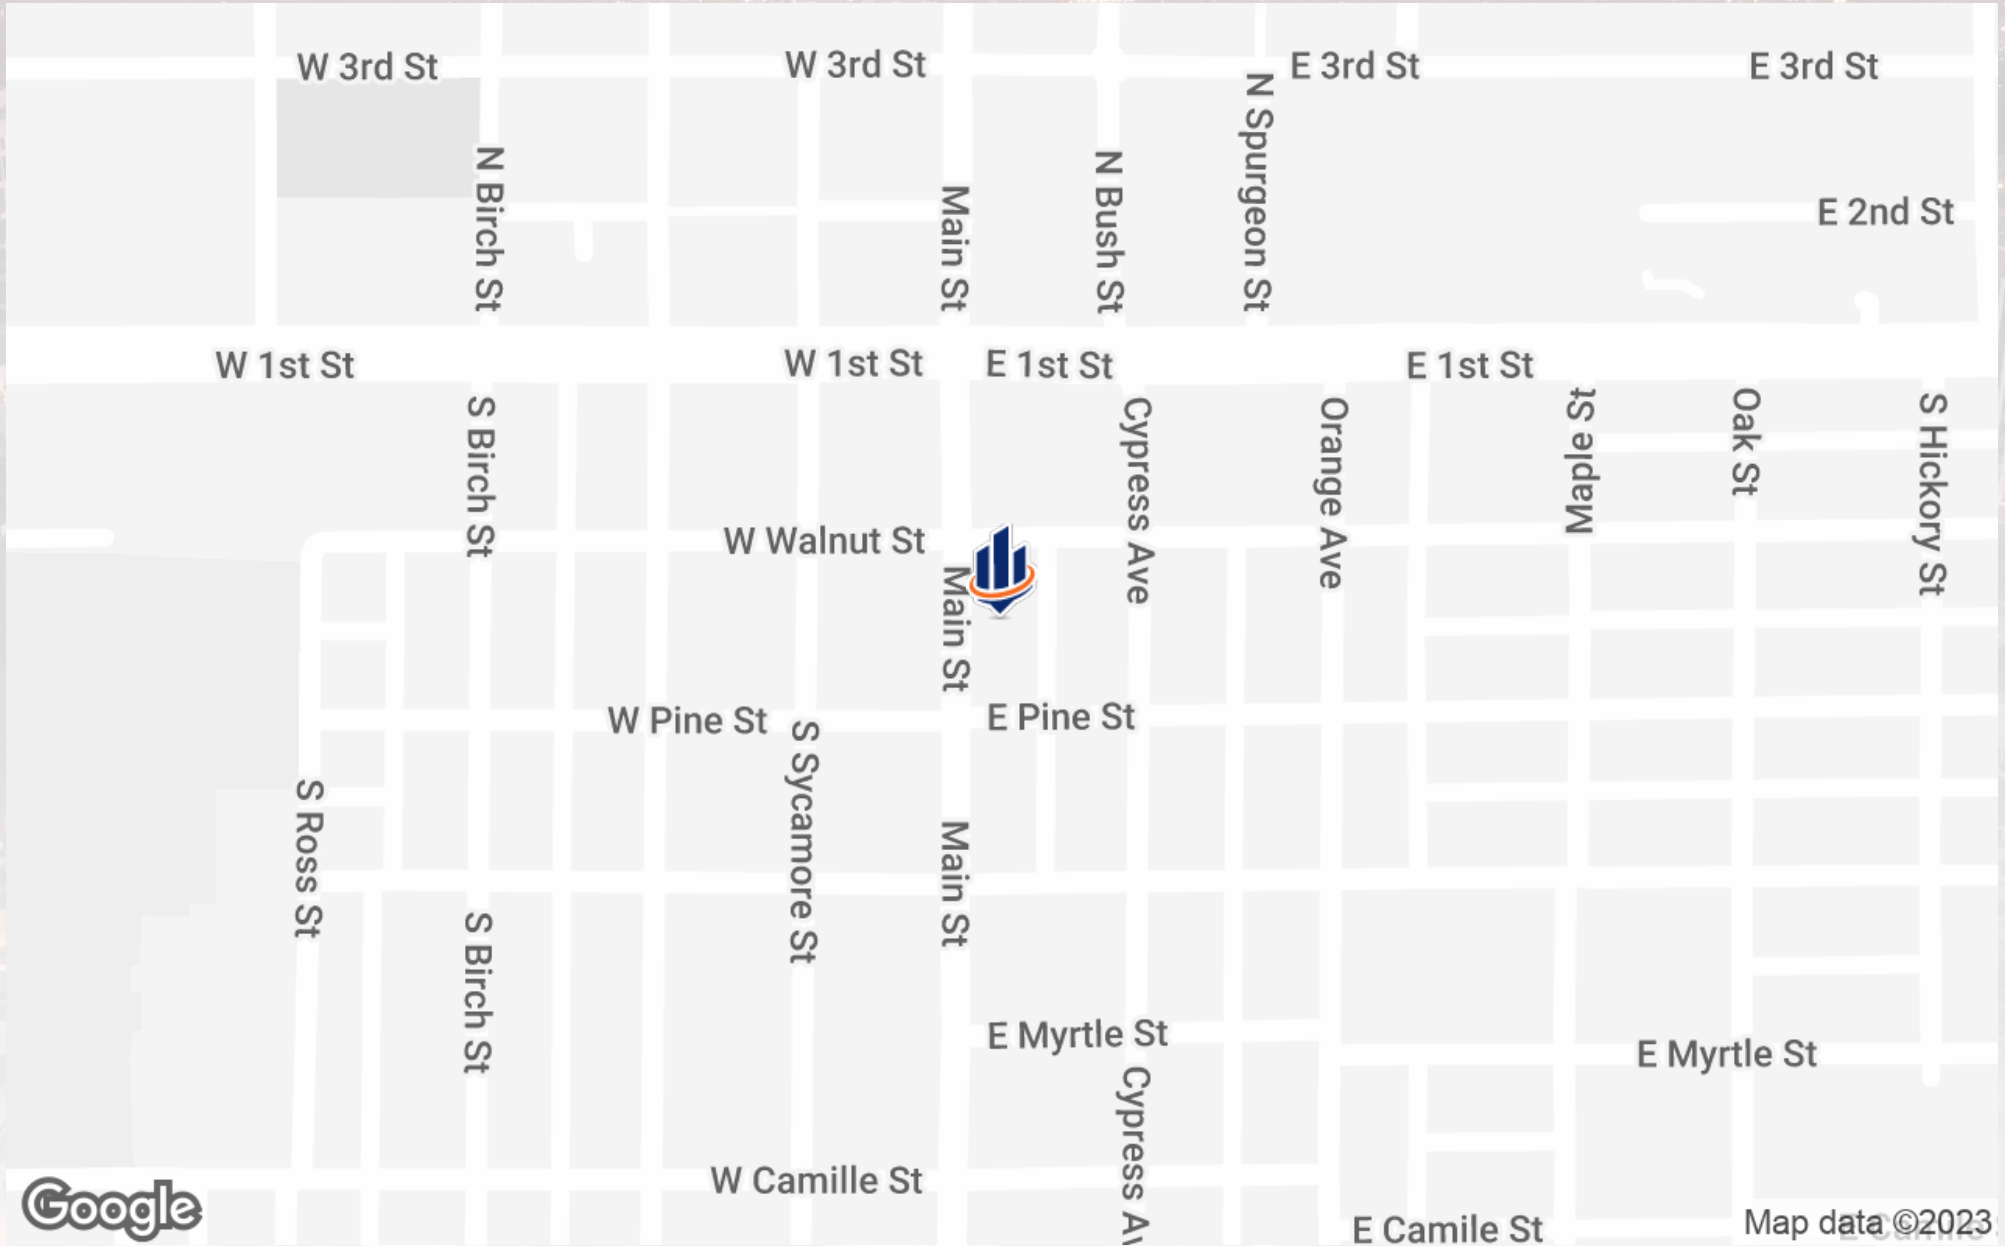 W 3rd St
W 3rd St
E 3rd St
E 3rd St
N Spurgeon St
N Birch St
N Bush St
Main St
E 2nd St
W 1st St
W 1st St
E 1st St
E 1st St
S Birch St
Cypress Ave
Orange Ave
Maple St
Oak St
S Hickory St
W Walnut St
Main St
W Pine St
E Pine St
S Sycamore St
S Ross St
Main St
S Birch St
E Myrtle St
E Myrtle St
Cypress Av
W Camille St
E Camile St
Google
Map data ©2023